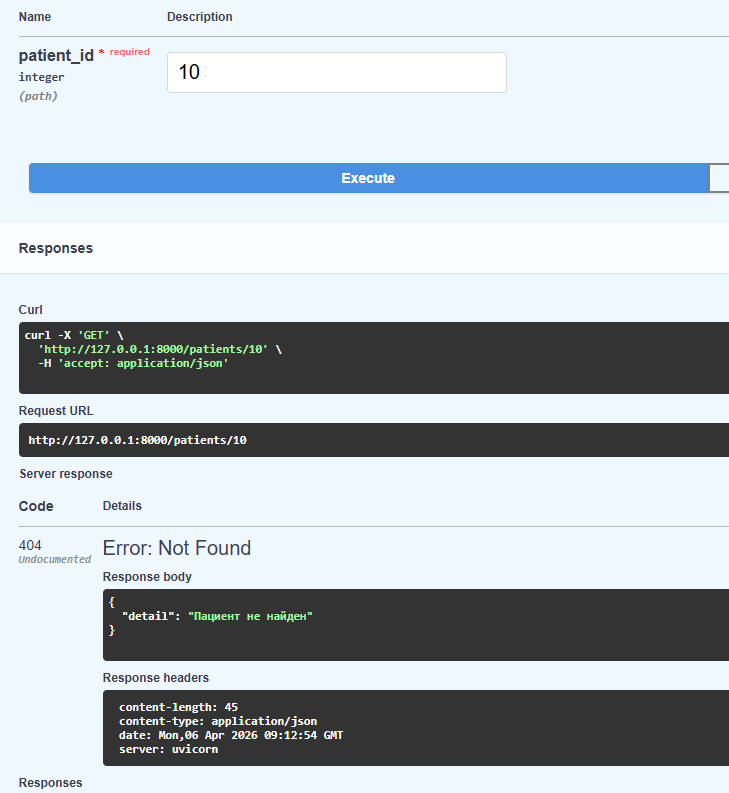 Name Description
patient_id * required
integer
(path)
10
Execute
Responses
Curl
curl -X 'GET' \
'http://127.0.0.1:8000/patients/10' \
-H 'accept: application/json'
Request URL
http://127.0.0.1:8000/patients/10
Server response
Code Details
404
Undocumented
Error: Not Found
Response body
{
"detail": "Пациент не найден"
}
Response headers
content-length: 45
content-type: application/json
date: Mon,06 Apr 2026 09:12:54 GMT
server: uvicorn
Responses